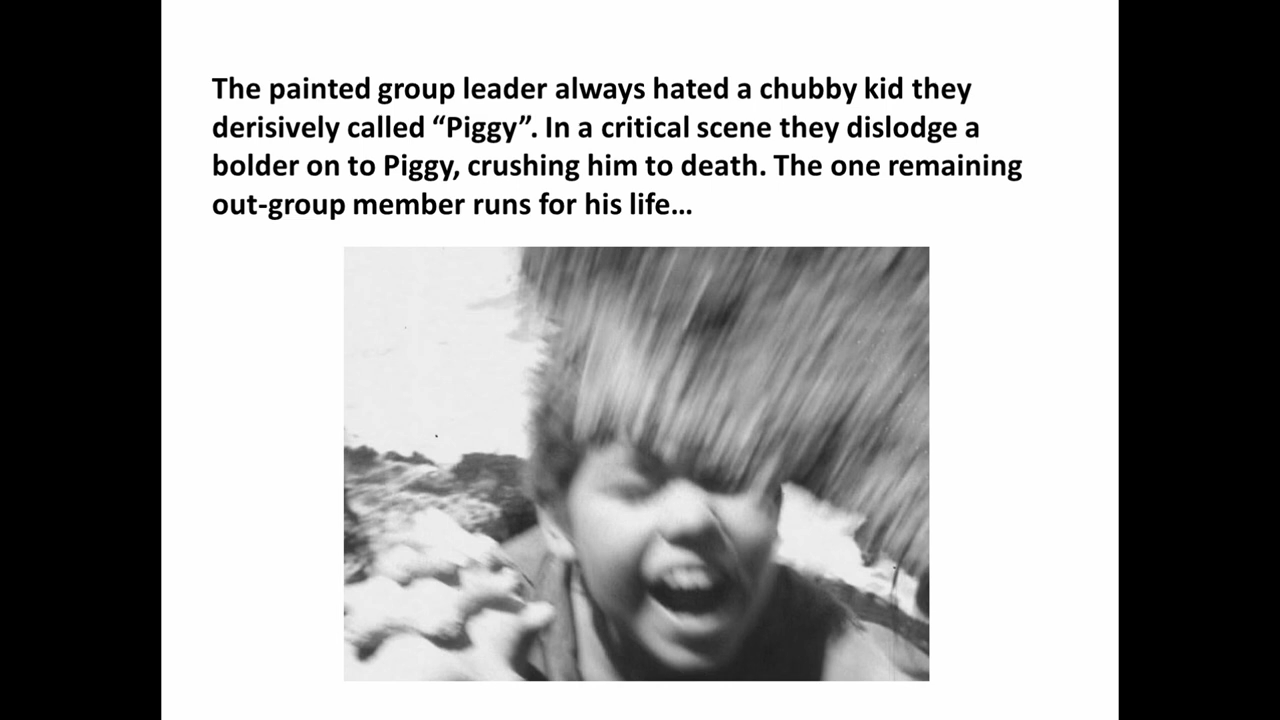 The painted group leader always hated a chubby kid they
derisively called “Piggy”. In a critical scene they dislodge a
bolder on to Piggy, crushing him to death. The one remaining
out-group member runs for his life…